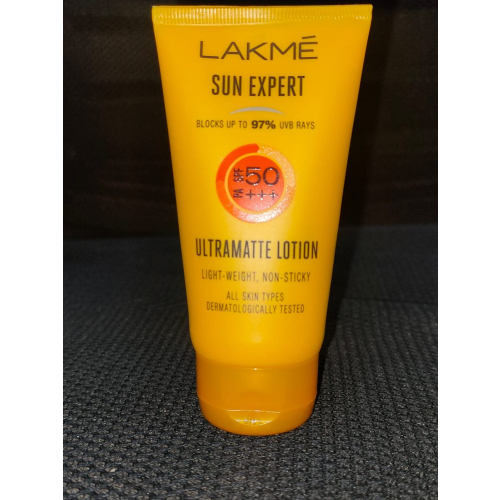 LAKMÉ
SUN EXPERT
BLOCKS UP TO 97% UVB RAYS
SPF 50
PA +++
ULTRAMATTE LOTION
LIGHT-WEIGHT, NON-STICKY
ALL SKIN TYPES
DERMATOLOGICALLY TESTED